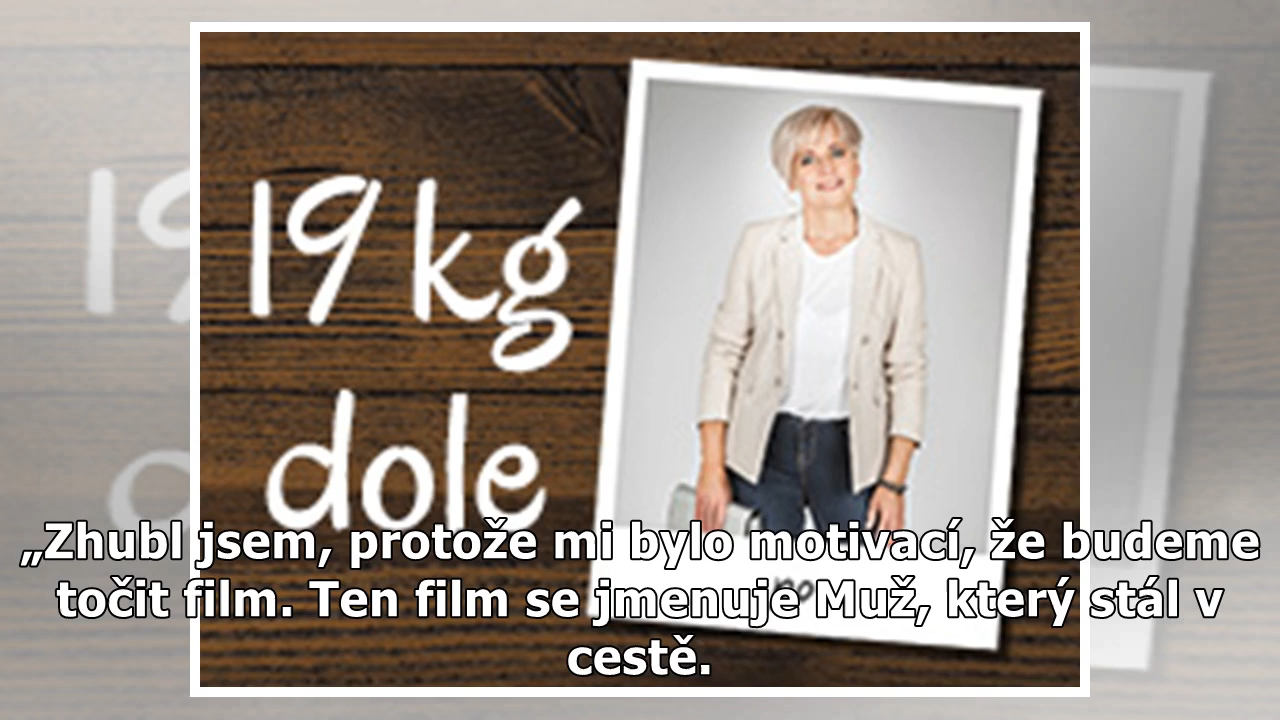 19 kg
dole
„Zhubl jsem, protože mi bylo motivací, že budeme
točit film. Ten film se jmenuje Muž, který stál v
cestě.